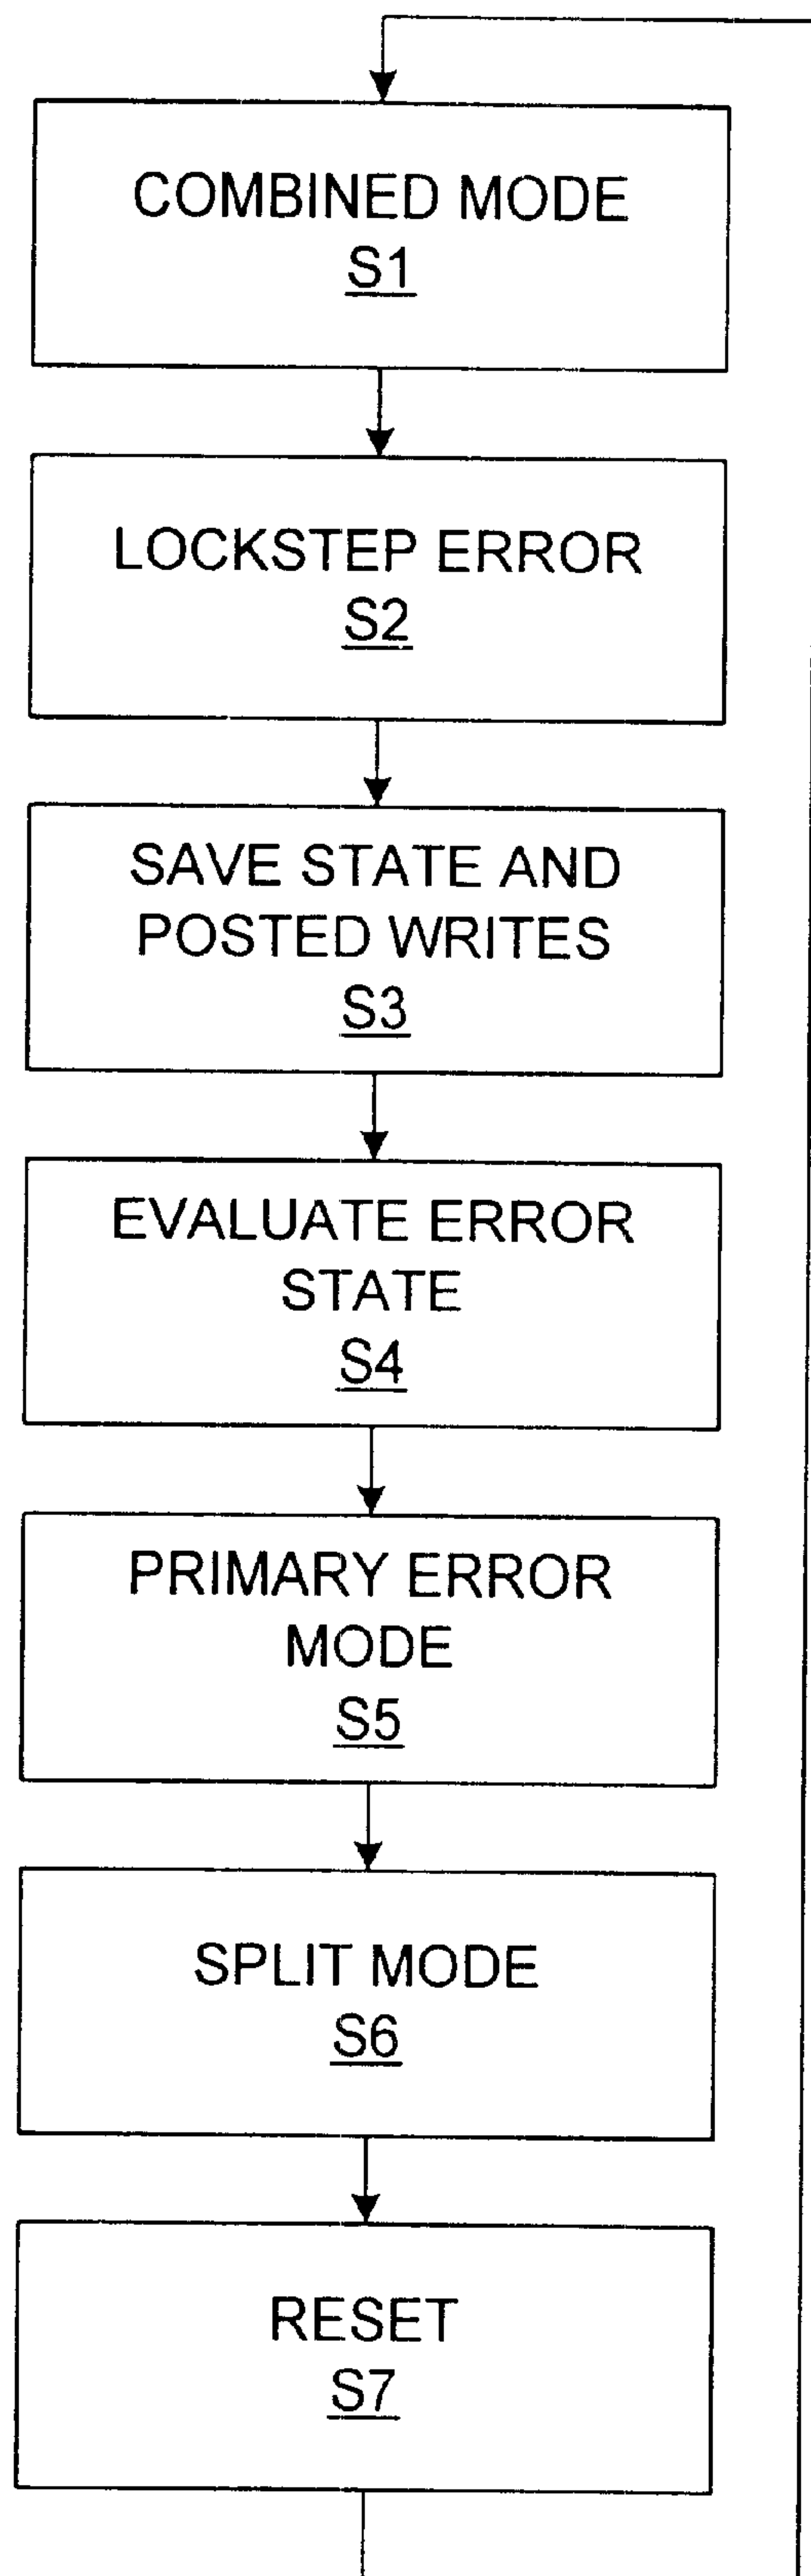 COMBINED MODE
S1
LOCKSTEP ERROR
S2
SAVE STATE AND
POSTED WRITES
S3
EVALUATE ERROR
STATE
S4
PRIMARY ERROR
MODE
S5
SPLIT MODE
S6
RESET
S7